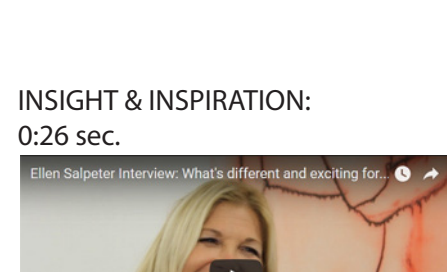 INSIGHT & INSPIRATION:
0:26 sec.
Ellen Salpeter Interview: What's different and exciting for...